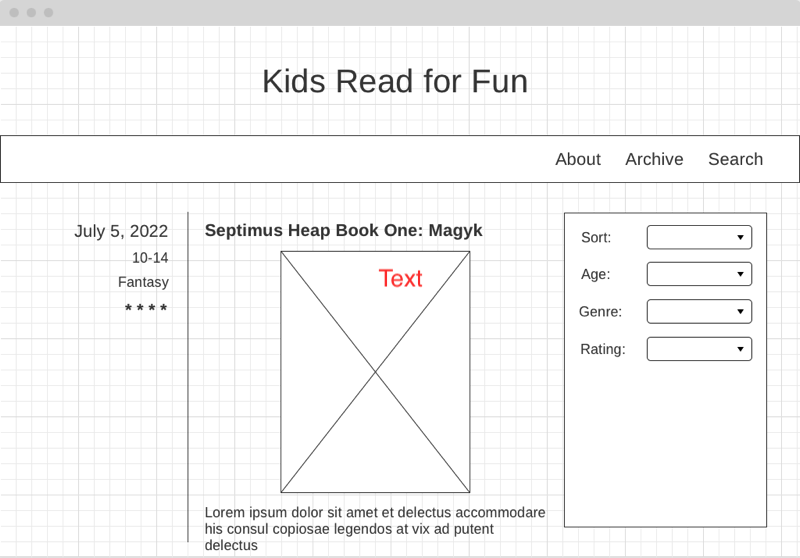 Kids Read for Fun
About Archive Search
July 5, 2022
10-14
Fantasy
* * * *
Septimus Heap Book One: Magyk
Text
Lorem ipsum dolor sit amet et delectus accommodare
his consul copiosae legendos at vix ad putent
delectus
Sort:
Age:
Genre:
Rating: